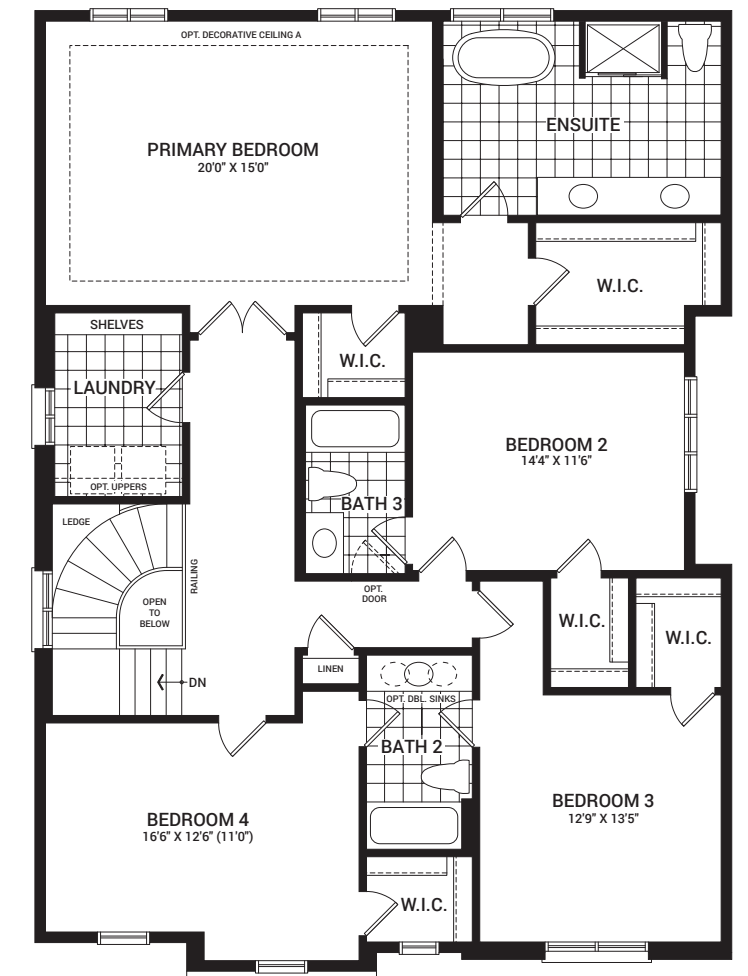 OPT. DECORATIVE CEILING A
PRIMARY BEDROOM
20'0" X 15'0"
ENSUITE
W.I.C.
SHELVES
LAUNDRY
OPT. UPPERS
W.I.C.
BEDROOM 2
14'4" X 11'6"
BATH 3
LEDGE
RAILING
OPEN
TO
BELOW
OPT.
DOOR
W.I.C.
W.I.C.
LINEN
DN
OPT. DBL. SINKS
BATH 2
BEDROOM 4
16'6" X 12'6" (11'0")
BEDROOM 3
12'9" X 13'5"
W.I.C.